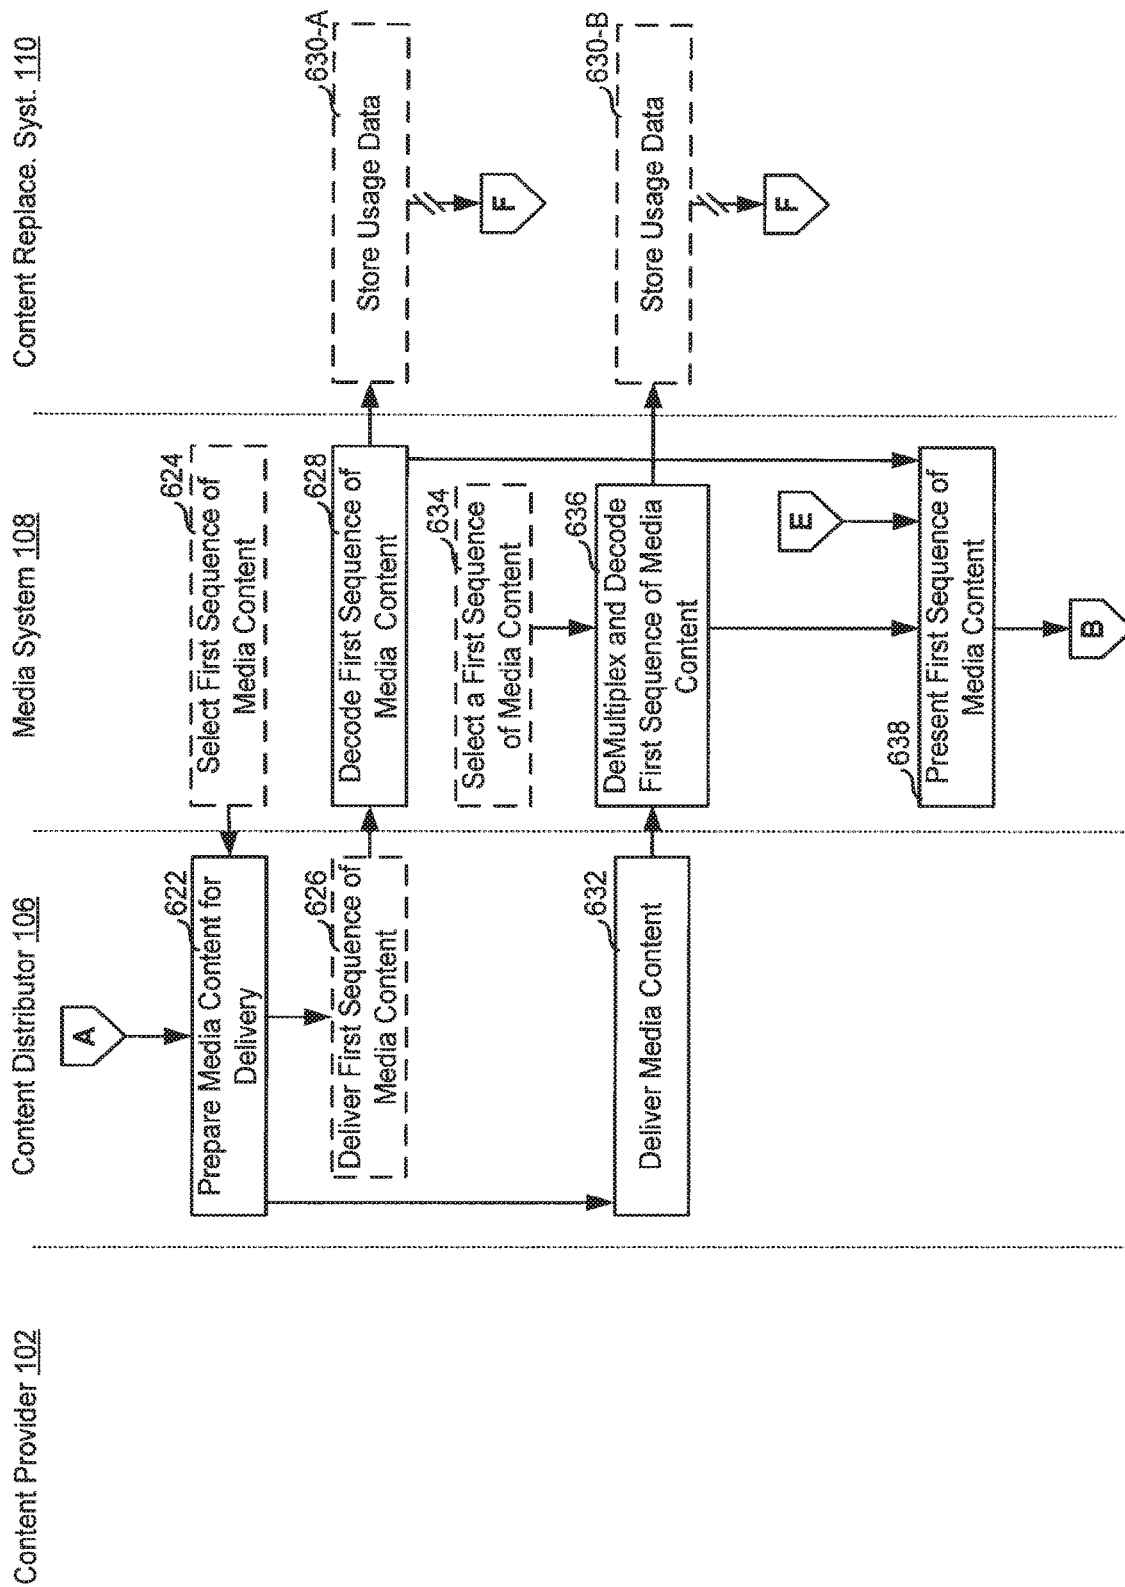 Content Provider 102
Content Distributor 106
Media System 108
Content Replace. Syst. 110
A
622
Prepare Media Content for
Delivery
624
Select First Sequence of
Media Content
626
Deliver First Sequence of
Media Content
628
Decode First Sequence of
Media Content
630-A
Store Usage Data
F
634
Select a First Sequence
of Media Content
632
Deliver Media Content
636
DeMultiplex and Decode
First Sequence of Media
Content
630-B
Store Usage Data
F
E
638
Present First Sequence of
Media Content
B